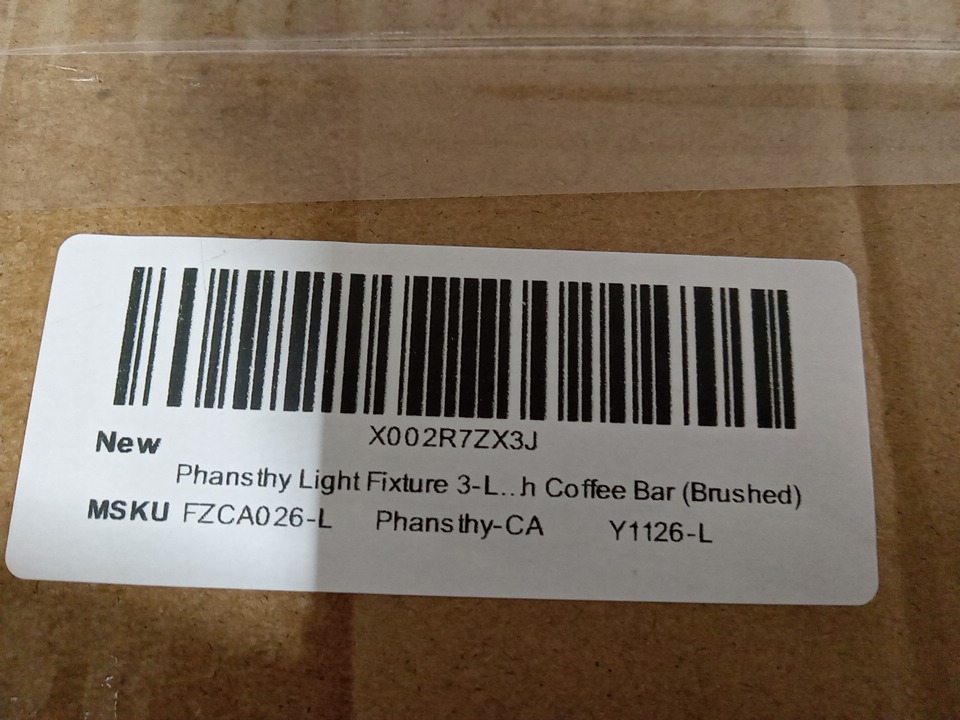 X002R7ZX3J
New
Phansthy Light Fixture 3-L...h Coffee Bar (Brushed)
MSKU FZCA026-L Phansthy-CA Y1126-L